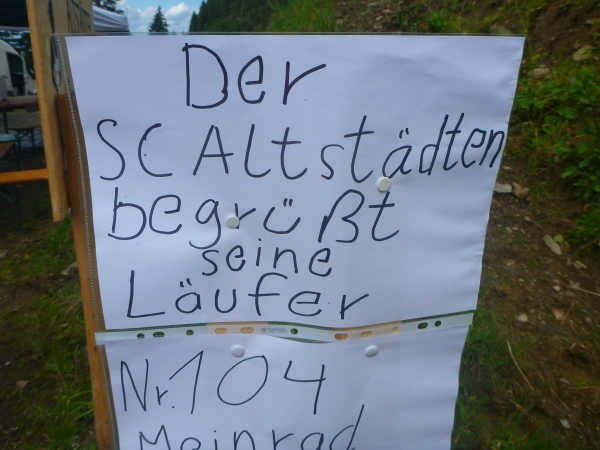 Der
SC Altstädten
begrüßt
seine
Läufer
Nr. 104
Meinrad